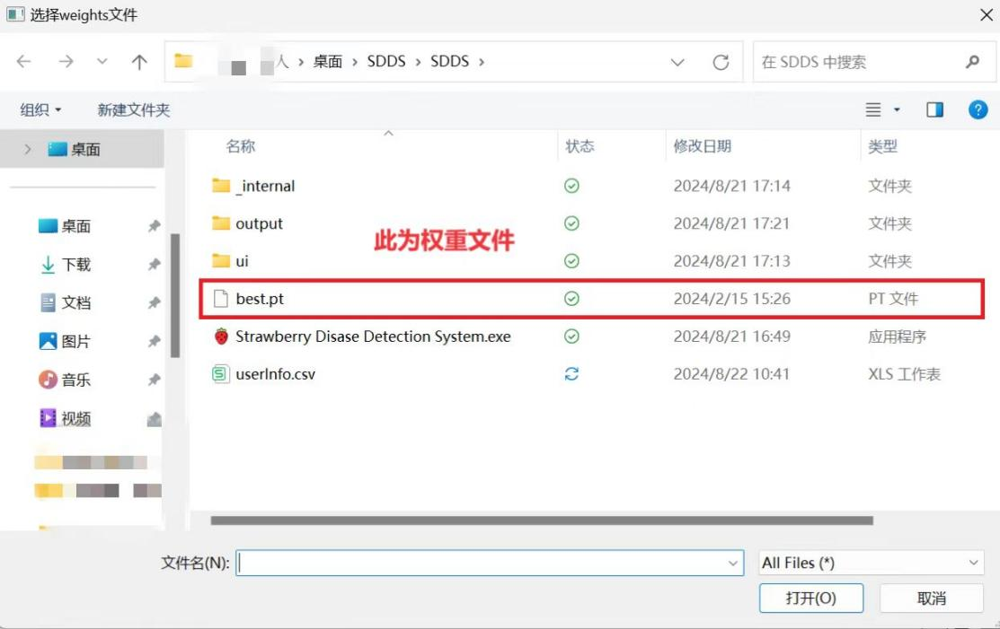 选择weights文件
人 › 桌面 › SDDS › SDDS ›
在 SDDS 中搜索
组织 新建文件夹
桌面
名称 状态 修改日期 类型
_internal 2024/8/21 17:14 文件夹
桌面
output 2024/8/21 17:21 文件夹
此为权重文件
下载
ui 2024/8/21 17:13 文件夹
文档
best.pt 2024/2/15 15:26 PT 文件
图片
Strawberry Disase Detection System.exe 2024/8/21 16:49 应用程序
音乐
userInfo.csv 2024/8/22 10:41 XLS 工作表
视频
文件名(N): All Files (*)
打开(O) 取消